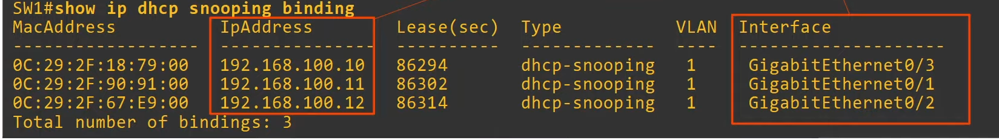 SW1#show ip dhcp snooping binding
MacAddress IpAddress Lease(sec) Type VLAN Interface
------------------ --------------- ---------- ------------- ---- --------------------
0C:29:2F:18:79:00 192.168.100.10 86294 dhcp-snooping 1 GigabitEthernet0/3
0C:29:2F:90:91:00 192.168.100.11 86302 dhcp-snooping 1 GigabitEthernet0/1
0C:29:2F:67:E9:00 192.168.100.12 86314 dhcp-snooping 1 GigabitEthernet0/2
Total number of bindings: 3